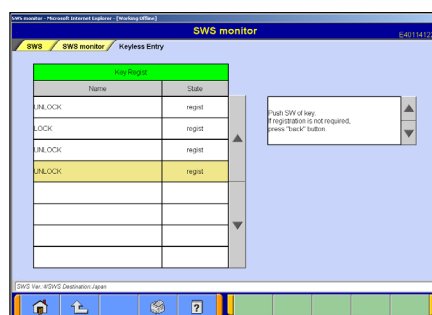 SWS monitor - Microsoft Internet Explorer - [Working Offline]
SWS monitor
E4011412
SWS SWS monitor Keyless Entry
Key Regist
Name State
UNLOCK regist
LOCK regist
UNLOCK regist
UNLOCK regist
Push SW of key.
If registration is not required,
press "back" button
SWS Ver.:#SWS Destination:Japan
?